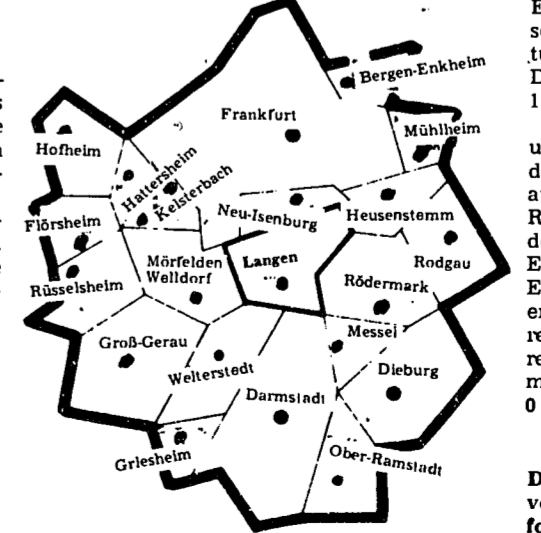 Bergen-Enkheim
Frankfurt
Mühlheim
Hofheim
Hattersheim
Kelsterbach
Flörsheim
Neu-Isenburg
Heusenstemm
Mörfelden
Welldorf
Langen
Rodgau
Rüsselsheim
Rödermark
Groß-Gerau
Messel
Welterstedt
Dieburg
Darmstadt
Griesheim
Ober-Ramstadt